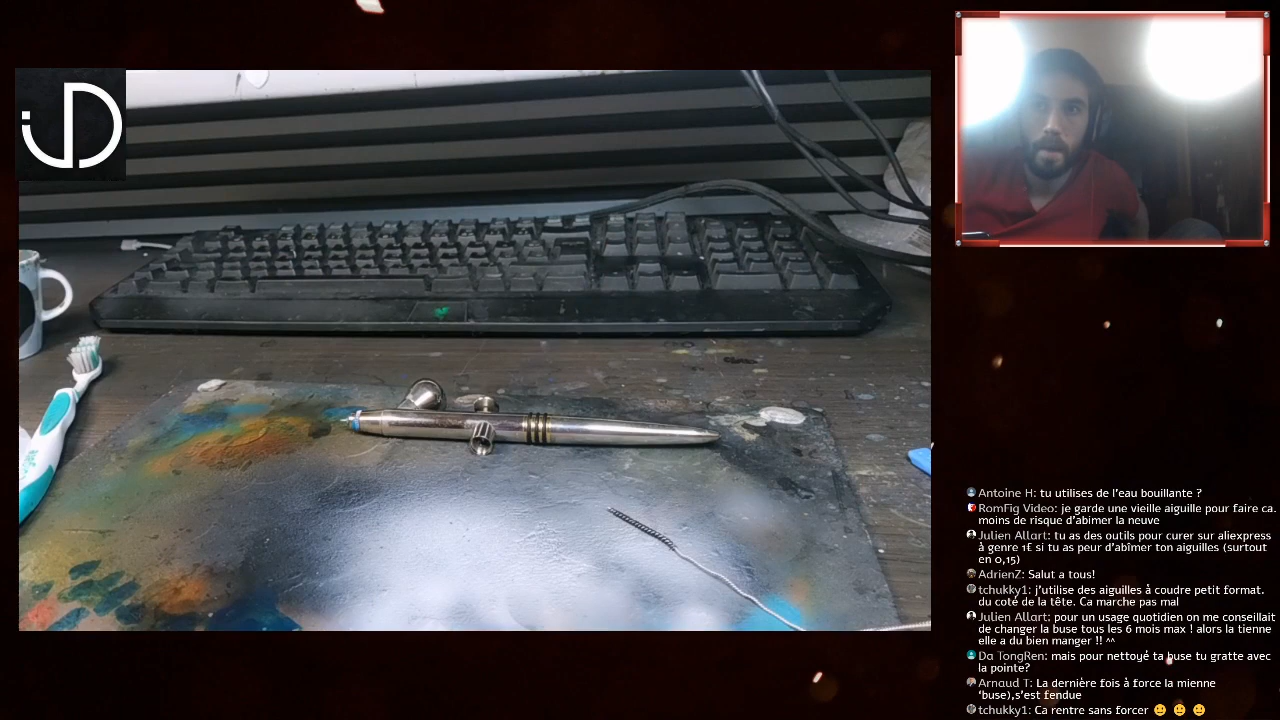 JD
Antoine H: tu utilises de l'eau bouillante ?
RomFig Video: je garde une vieille aiguille pour faire ca.
moins de risque d'abimer la neuve
Julien Allart: tu as des outils pour curer sur aliexpress
à genre 1€ si tu as peur d'abîmer ton aiguilles (surtout
en 0,15)
AdrienZ: Salut a tous!
tchukky1: j'utilise des aiguilles à coudre petit format.
du coté de la tête. Ca marche pas mal
Julien Allart: pour un usage quotidien on me conseillait
de changer la buse tous les 6 mois max ! alors la tienne
elle a du bien manger !! ^^
Da TongRen: mais pour nettoyé ta buse tu gratte avec
la pointe?
Arnaud T: La dernière fois à force la mienne
'buse),s'est fendue
tchukky1: Ca rentre sans forcer 🙂 🙂 🙂